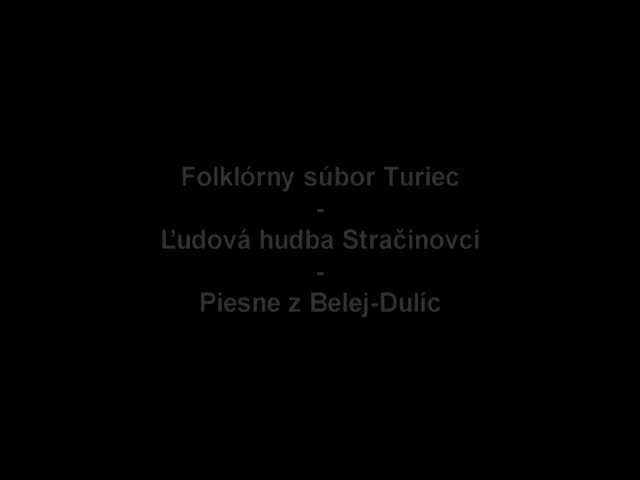 Folklórny súbor Turiec
-
Ľudová hudba Stračinovci
-
Piesne z Belej-Dulíc